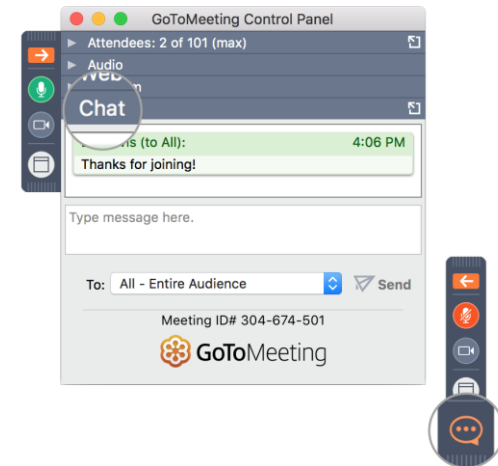 GoToMeeting Control Panel
Attendees: 2 of 101 (max)
Audio
Web
Chat
(to All): 4:06 PM
Thanks for joining!
Type message here.
To: All - Entire Audience Send
Meeting ID# 304-674-501
GoToMeeting